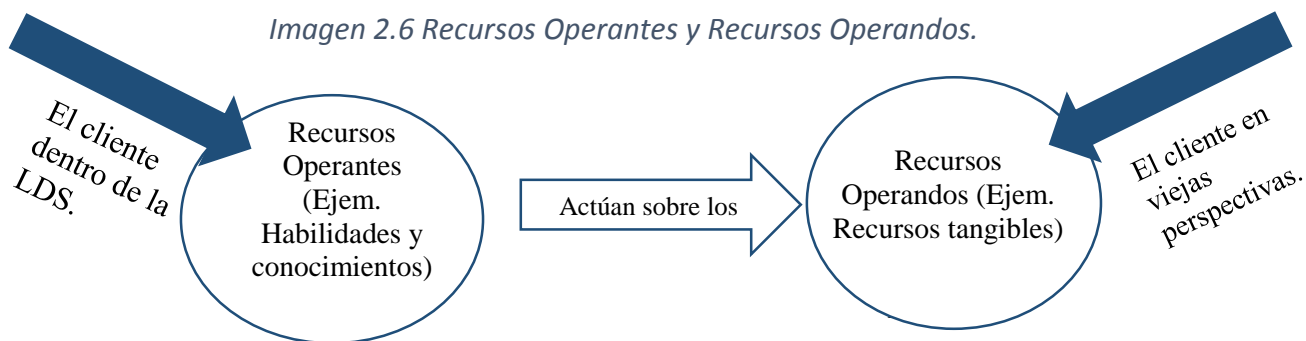 Imagen 2.6 Recursos Operantes y Recursos Operandos.
El cliente
dentro de la
LDS.
Recursos
Operantes
(Ejem.
Habilidades y
conocimientos)
Actúan sobre los
Recursos
Operandos (Ejem.
Recursos tangibles)
El cliente en
viejas
perspectivas.